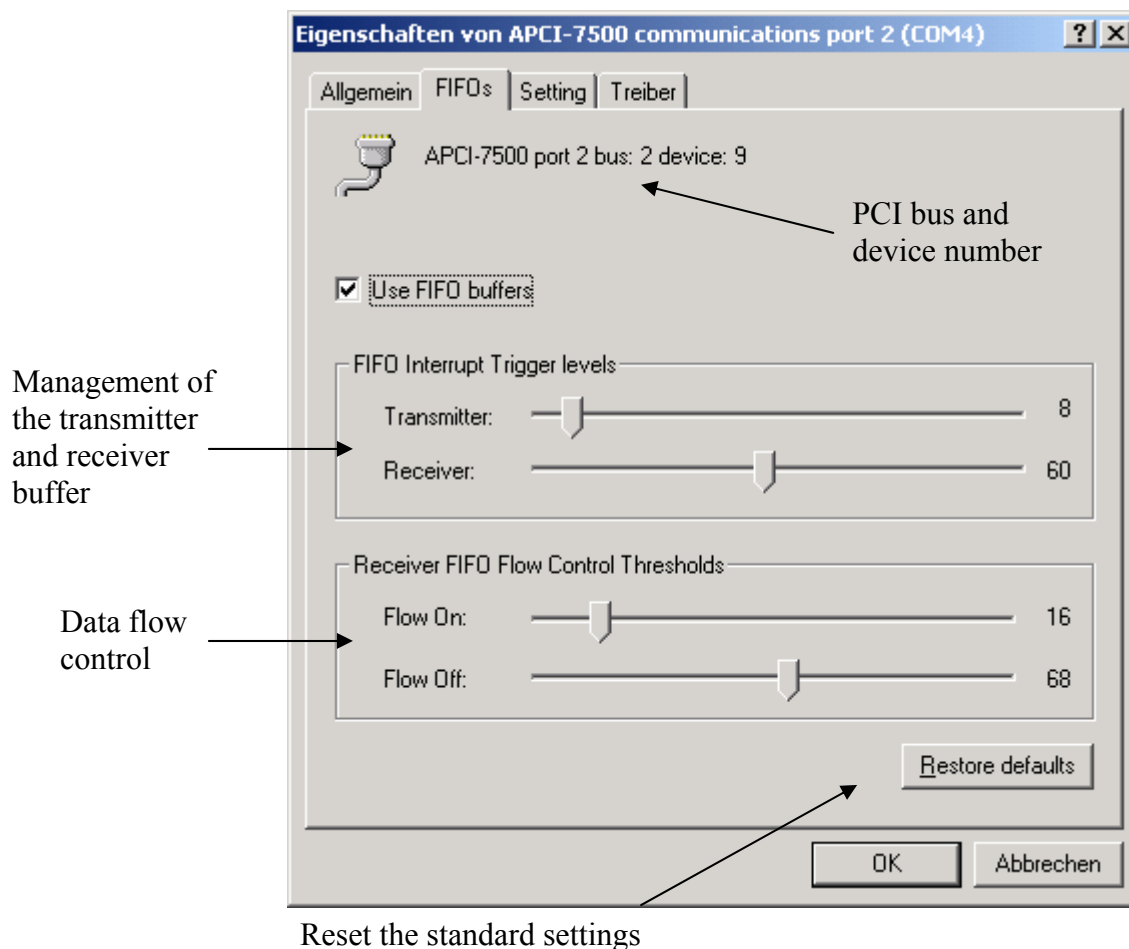 Eigenschaften von APCI-7500 communications port 2 (COM4)
Allgemein FIFOs Setting Treiber
APCI-7500 port 2 bus: 2 device: 9
PCI bus and
device number
Use FIFO buffers
Management of
the transmitter
and receiver
buffer
FIFO Interrupt Trigger levels
Transmitter: 8
Receiver: 60
Data flow
control
Receiver FIFO Flow Control Thresholds
Flow On: 16
Flow Off: 68
Restore defaults
OK Abbrechen
Reset the standard settings